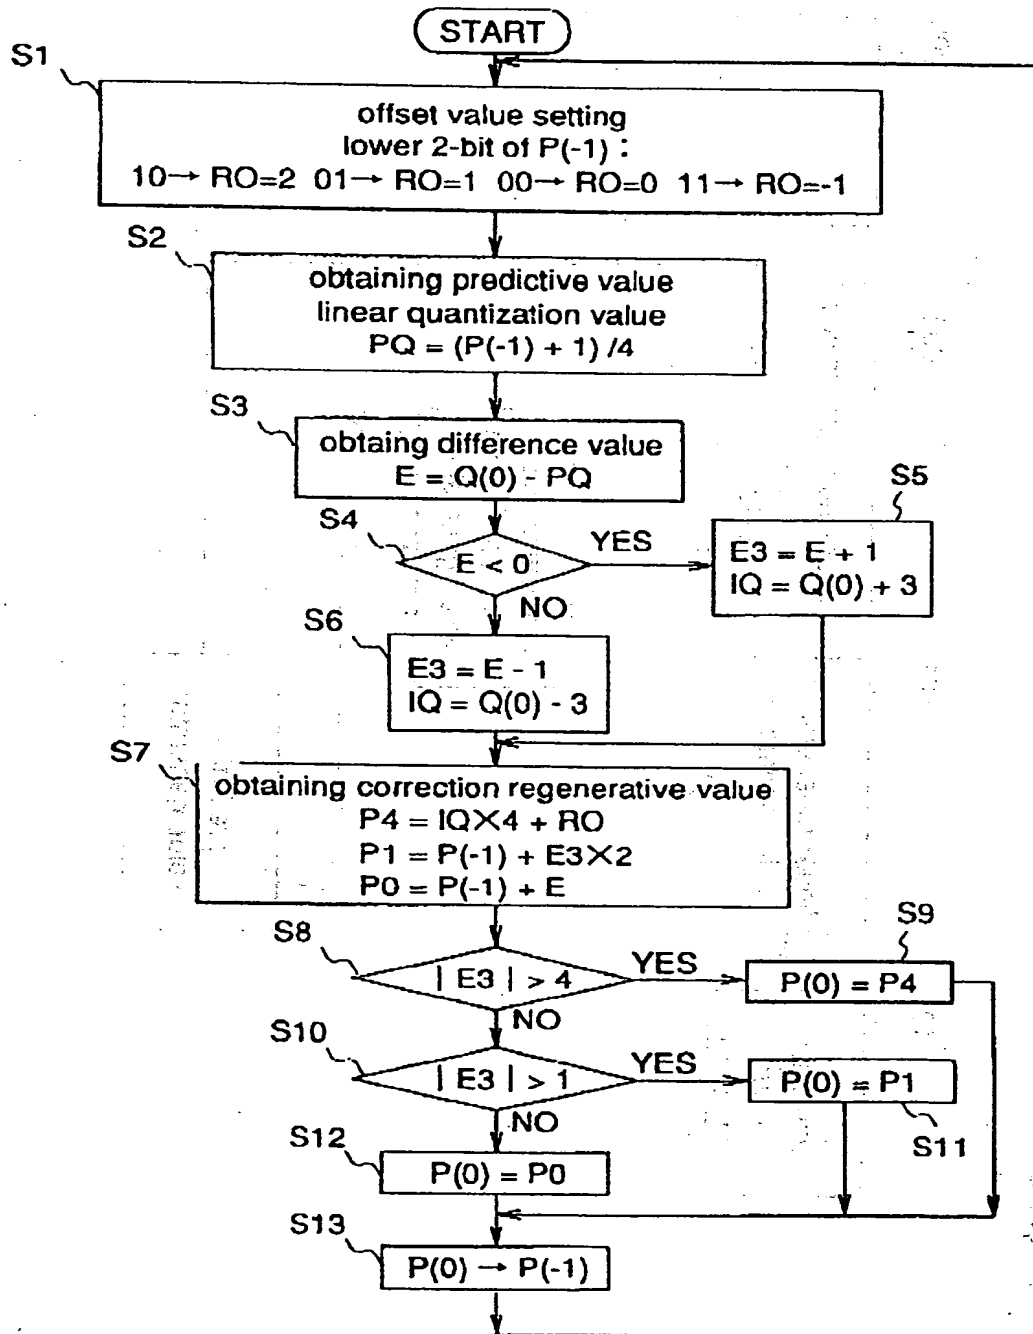 START
S1
offset value setting
lower 2-bit of P(-1) :
10→ RO=2 01→ RO=1 00→ RO=0 11→ RO=-1
S2
obtaining predictive value
linear quantization value
PQ = (P(-1) + 1) /4
S3
obtaing difference value
E = Q(0) - PQ
S4
E < 0
YES
NO
S5
E3 = E + 1
IQ = Q(0) + 3
S6
E3 = E - 1
IQ = Q(0) - 3
S7
obtaining correction regenerative value
P4 = IQ×4 + RO
P1 = P(-1) + E3×2
P0 = P(-1) + E
S8
| E3 | > 4
YES
NO
S9
P(0) = P4
S10
| E3 | > 1
YES
NO
P(0) = P1
S11
S12
P(0) = P0
S13
P(0) → P(-1)